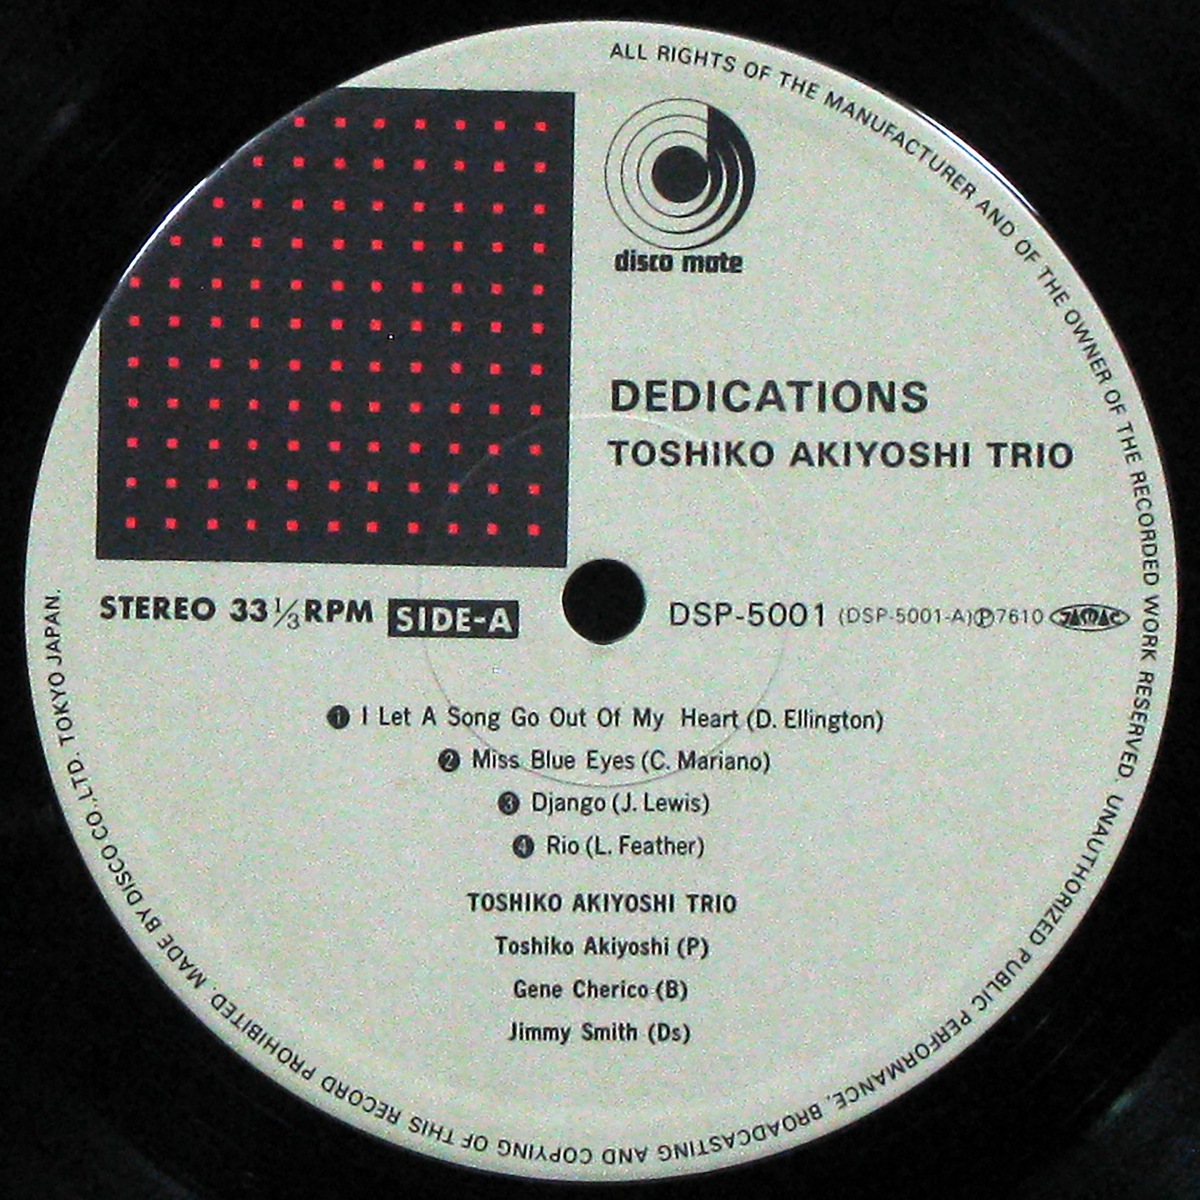 ALL RIGHTS OF THE MANUFACTURER AND OF THE OWNER OF THE RECORDED WORK RESERVED. UNAUTHORIZED PUBLIC PERFORMANCE, BROADCASTING AND COPYING OF THIS RECORD PROHIBITED. MADE BY DISCO CO.,LTD. TOKYO JAPAN.
disco mate
DEDICATIONS
TOSHIKO AKIYOSHI TRIO
STEREO 33⅓RPM SIDE-A DSP-5001 (DSP-5001-A)Ⓟ7610 JASRAC
❶ I Let A Song Go Out Of My Heart (D. Ellington)
❷ Miss Blue Eyes (C. Mariano)
❸ Django (J. Lewis)
❹ Rio (L. Feather)
TOSHIKO AKIYOSHI TRIO
Toshiko Akiyoshi (P)
Gene Cherico (B)
Jimmy Smith (Ds)